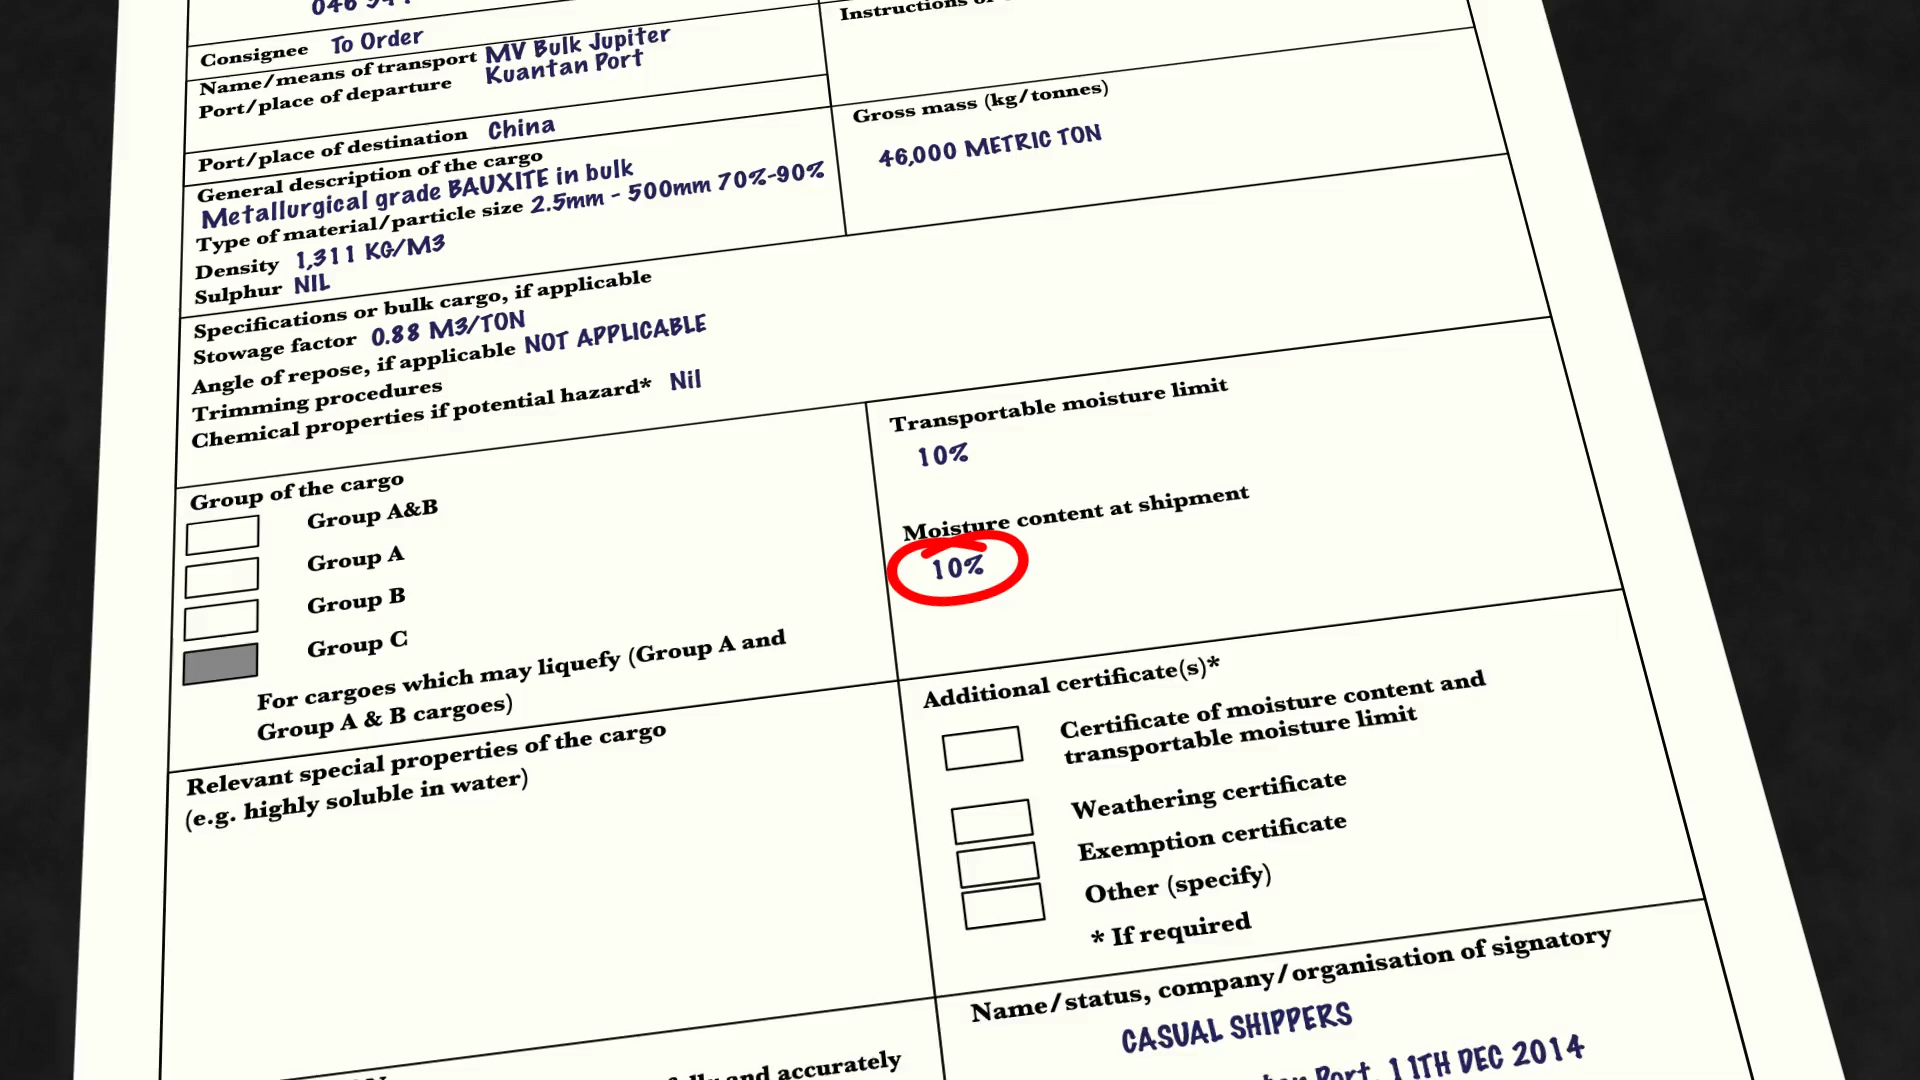 Consignee To Order
Name/means of transport MV Bulk Jupiter
Port/place of departure Kuantan Port
Port/place of destination China
General description of the cargo
Metallurgical grade BAUXITE in bulk
Type of material/particle size 2.5mm - 500mm 70%-90%
Density 1,311 KG/M3
Sulphur NIL
Instructions
Gross mass (kg/tonnes)
46,000 METRIC TON
Specifications or bulk cargo, if applicable
Stowage factor 0.88 M3/TON
Angle of repose, if applicable NOT APPLICABLE
Trimming procedures
Chemical properties if potential hazard* Nil
Group of the cargo
Group A&B
Group A
Group B
Group C
For cargoes which may liquefy (Group A and
Group A & B cargoes)
Transportable moisture limit
10%
Moisture content at shipment
10%
Relevant special properties of the cargo
(e.g. highly soluble in water)
Additional certificate(s)*
Certificate of moisture content and
transportable moisture limit
Weathering certificate
Exemption certificate
Other (specify)
* If required
Name/status, company/organisation of signatory
CASUAL SHIPPERS
Port, 11TH DEC 2014
and accurately